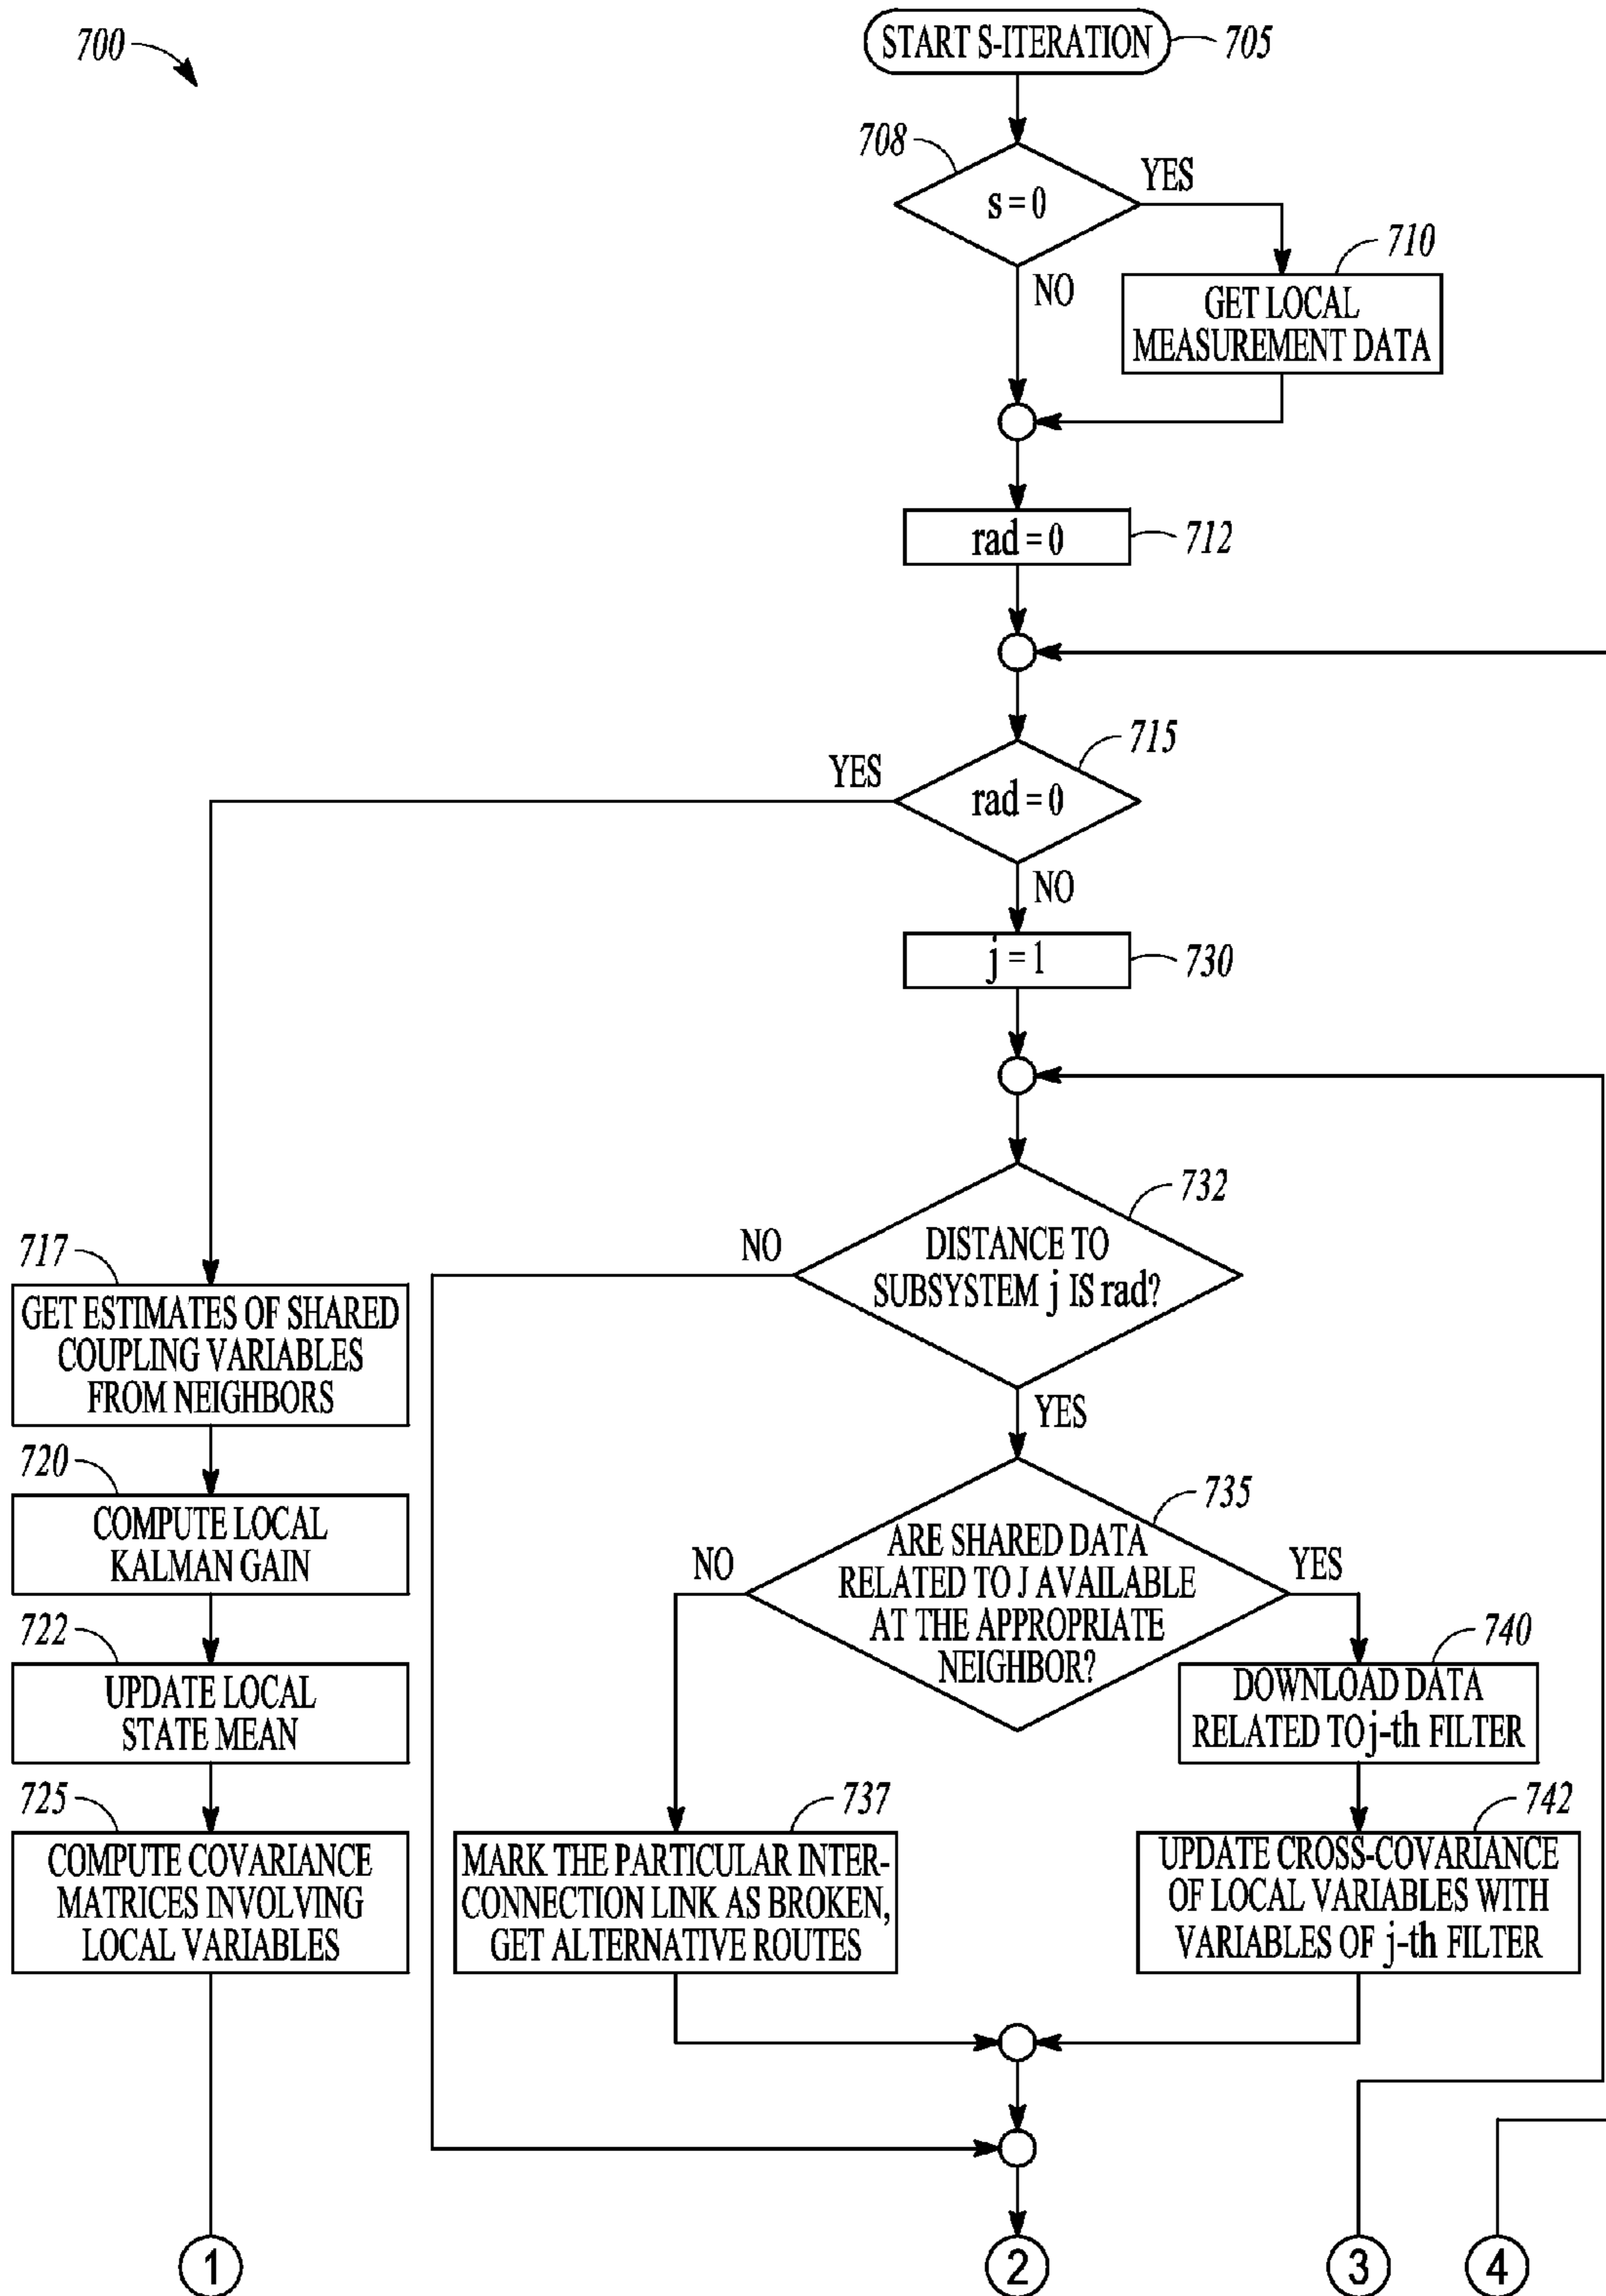 700
START S-ITERATION
705
708
s = 0
YES
NO
710
GET LOCAL
MEASUREMENT DATA
rad = 0
712
715
rad = 0
YES
NO
j = 1
730
732
DISTANCE TO
SUBSYSTEM j IS rad?
NO
YES
717
GET ESTIMATES OF SHARED
COUPLING VARIABLES
FROM NEIGHBORS
720
COMPUTE LOCAL
KALMAN GAIN
722
UPDATE LOCAL
STATE MEAN
725
COMPUTE COVARIANCE
MATRICES INVOLVING
LOCAL VARIABLES
735
ARE SHARED DATA
RELATED TO J AVAILABLE
AT THE APPROPRIATE
NEIGHBOR?
NO
YES
737
MARK THE PARTICULAR INTER-
CONNECTION LINK AS BROKEN,
GET ALTERNATIVE ROUTES
740
DOWNLOAD DATA
RELATED TO j-th FILTER
742
UPDATE CROSS-COVARIANCE
OF LOCAL VARIABLES WITH
VARIABLES OF j-th FILTER
1
2
3
4